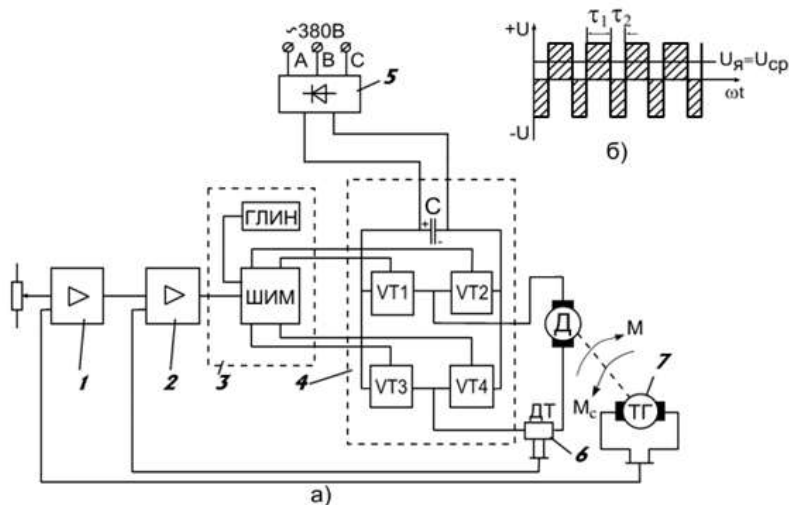 ~380В
А В С
5
+U
τ1 τ2
Uя=Uср
ωt
-U
б)
ГЛИН
ШИМ
С
+
-
VT1
VT2
VT3
VT4
Д
М
Мс
7
ТГ
ДТ
6
1
2
3
4
а)